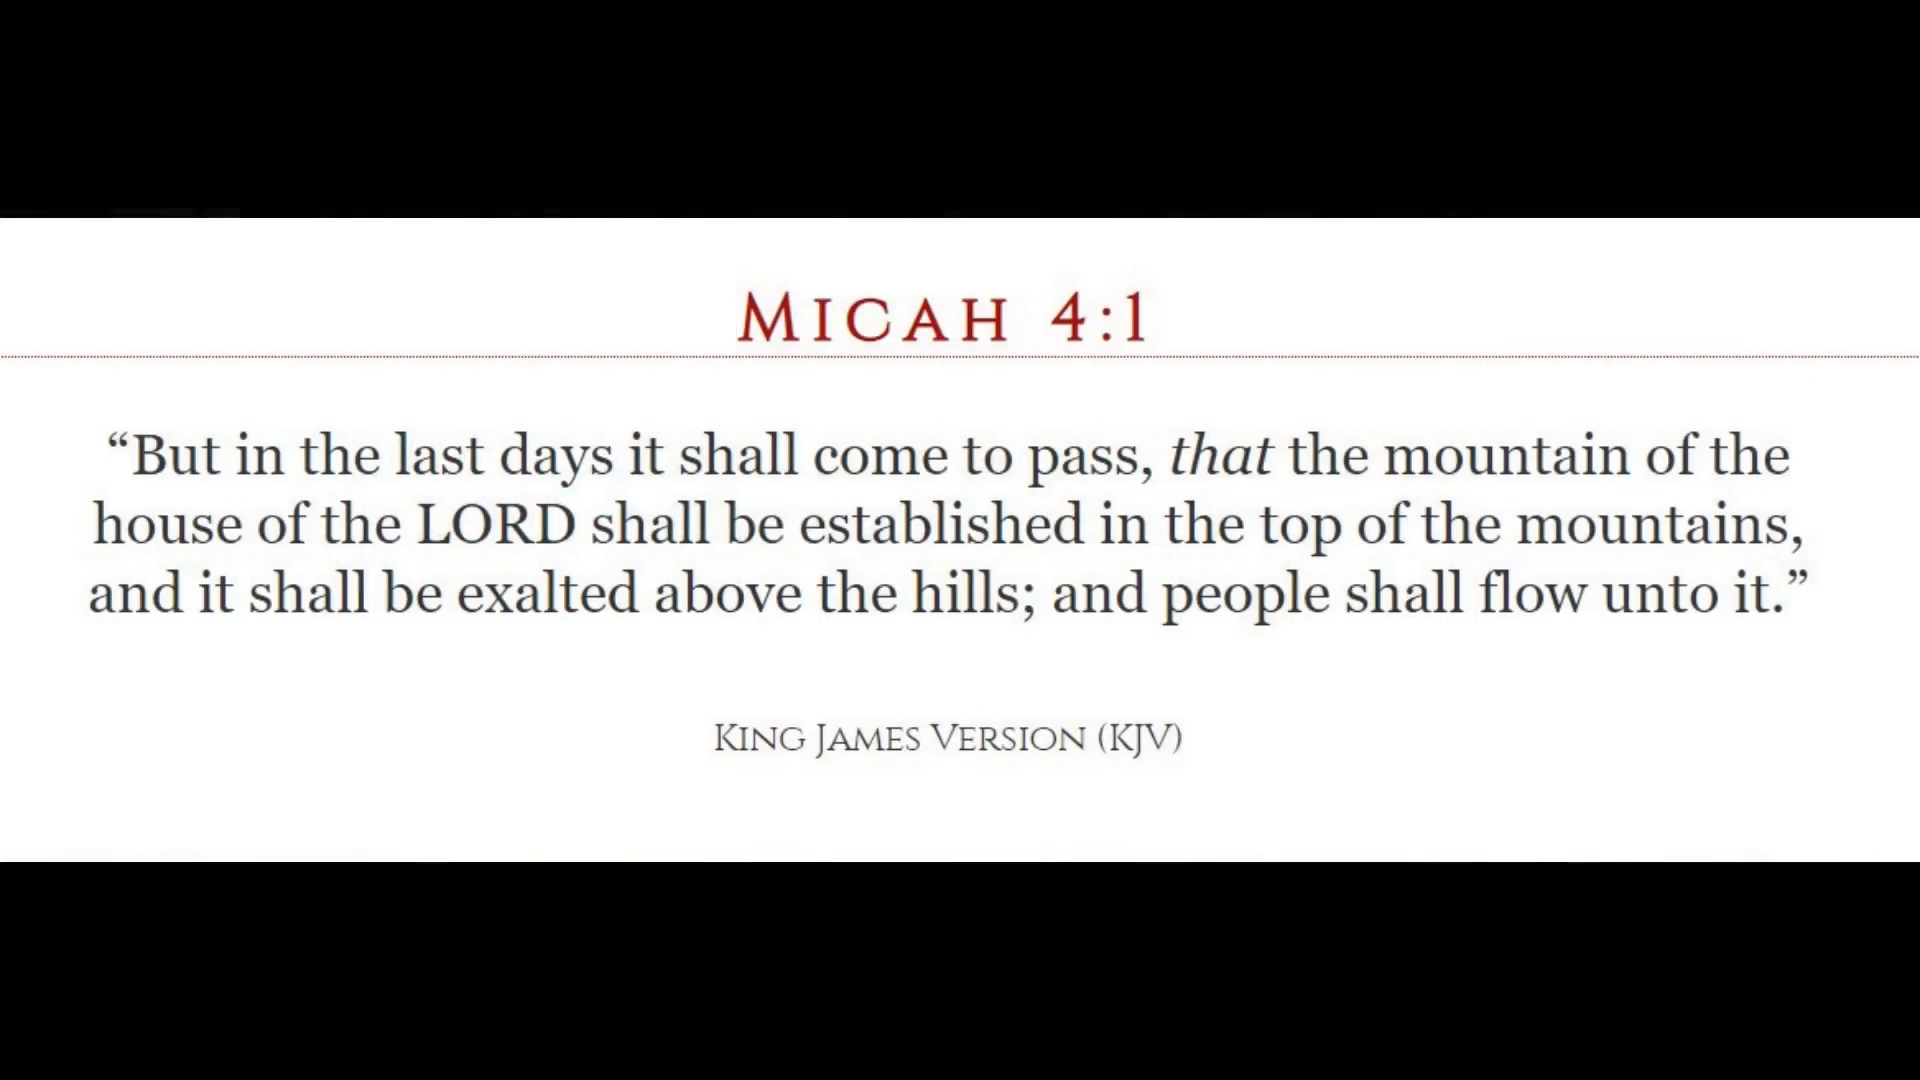 Micah 4:1
“But in the last days it shall come to pass, that the mountain of the
house of the LORD shall be established in the top of the mountains,
and it shall be exalted above the hills; and people shall flow unto it.”
King James Version (KJV)